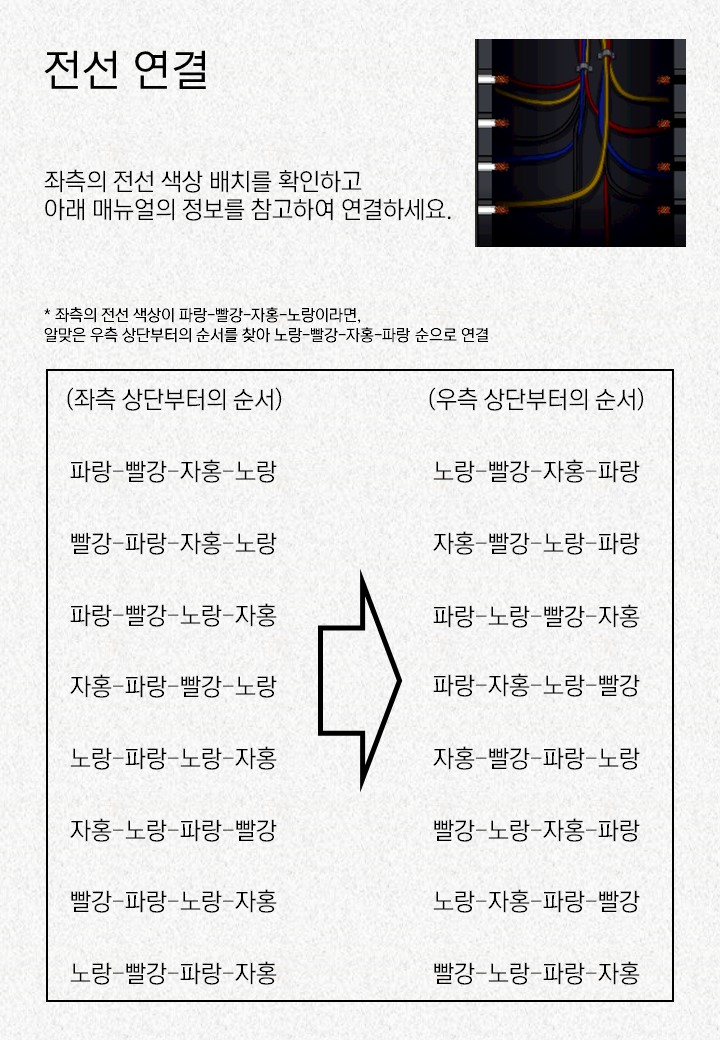 전선 연결
좌측의 전선 색상 배치를 확인하고
아래 매뉴얼의 정보를 참고하여 연결하세요.
* 좌측의 전선 색상이 파랑-빨강-자홍-노랑이라면,
알맞은 우측 상단부터의 순서를 찾아 노랑-빨강-자홍-파랑 순으로 연결
(좌측 상단부터의 순서) (우측 상단부터의 순서)
파랑-빨강-자홍-노랑 노랑-빨강-자홍-파랑
빨강-파랑-자홍-노랑 자홍-빨강-노랑-파랑
파랑-빨강-노랑-자홍 파랑-노랑-빨강-자홍
자홍-파랑-빨강-노랑 파랑-자홍-노랑-빨강
노랑-파랑-노랑-자홍 자홍-빨강-파랑-노랑
자홍-노랑-파랑-빨강 빨강-노랑-자홍-파랑
빨강-파랑-노랑-자홍 노랑-자홍-파랑-빨강
노랑-빨강-파랑-자홍 빨강-노랑-파랑-자홍